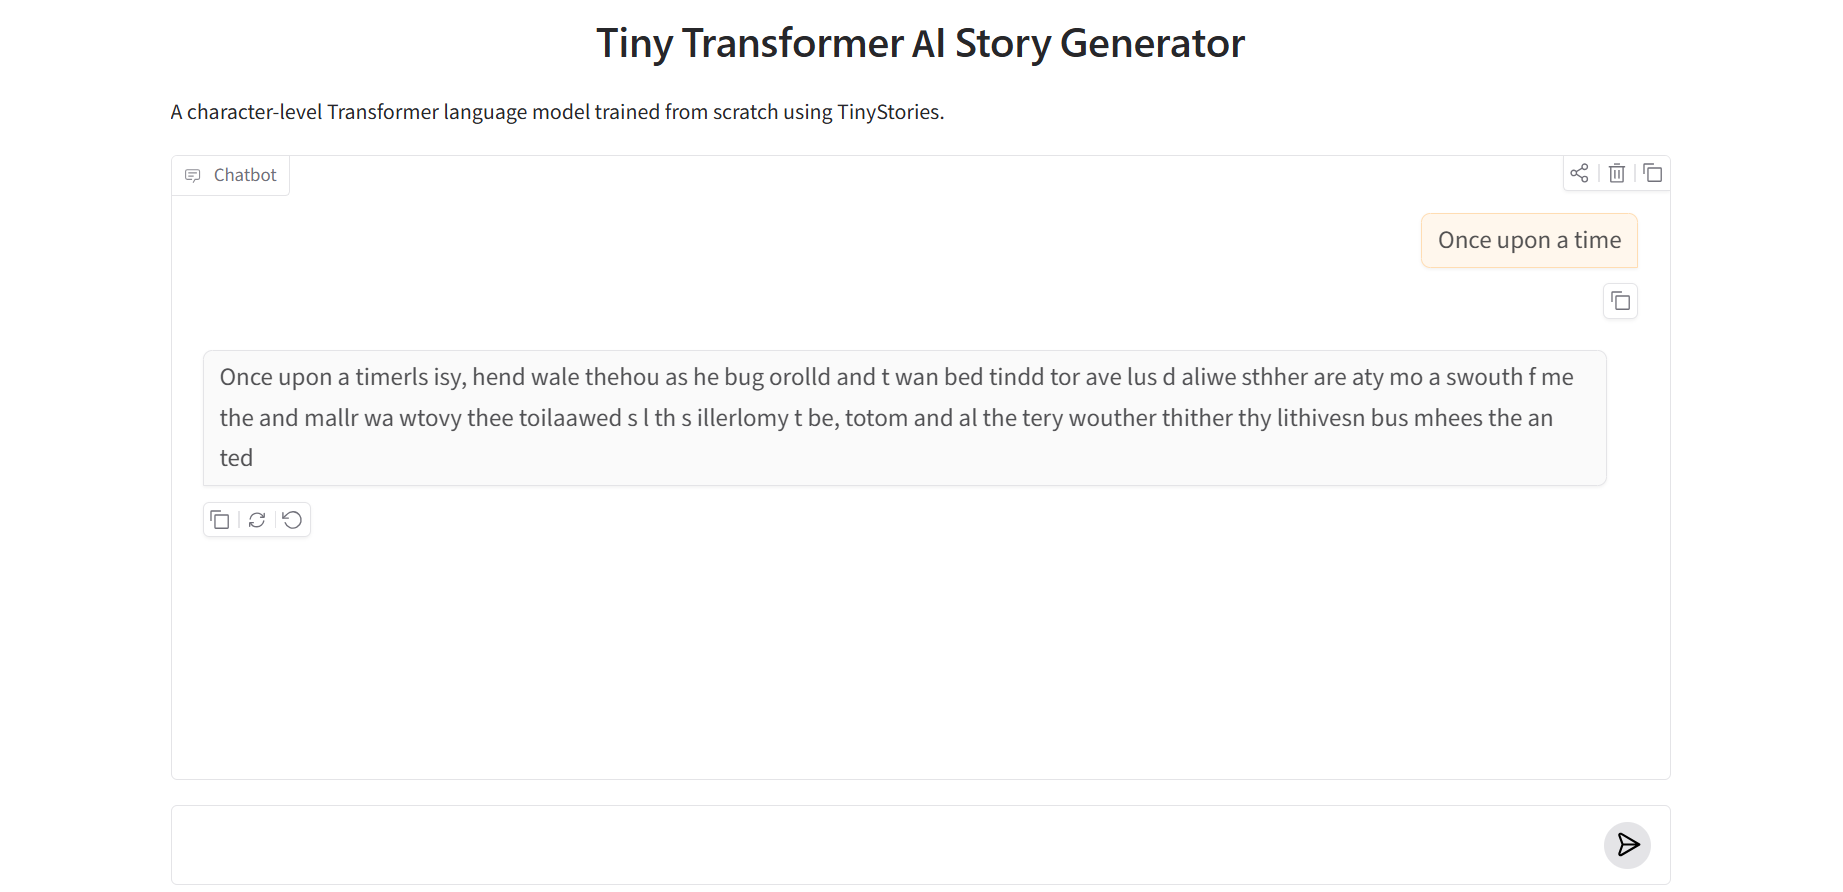 Tiny Transformer AI Story Generator
A character-level Transformer language model trained from scratch using TinyStories.
Chatbot
Once upon a time
Once upon a timerls isy, hend wale thehou as he bug orolld and t wan bed tindd tor ave lus d aliwe sthher are aty mo a swouth f me
the and mallr wa wtovy thee toilaawed s l th s illerlomy t be, totom and al the tery wouther thither thy lithivesn bus mhees the an
ted